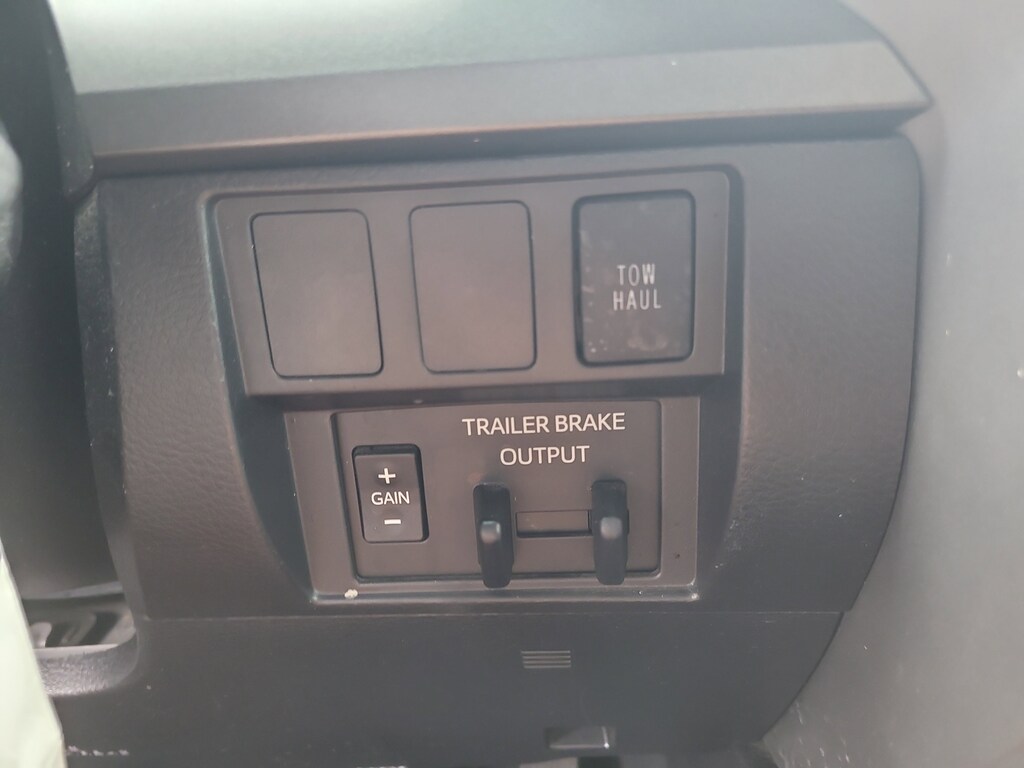 TOW
HAUL
TRAILER BRAKE
OUTPUT
+
GAIN
-